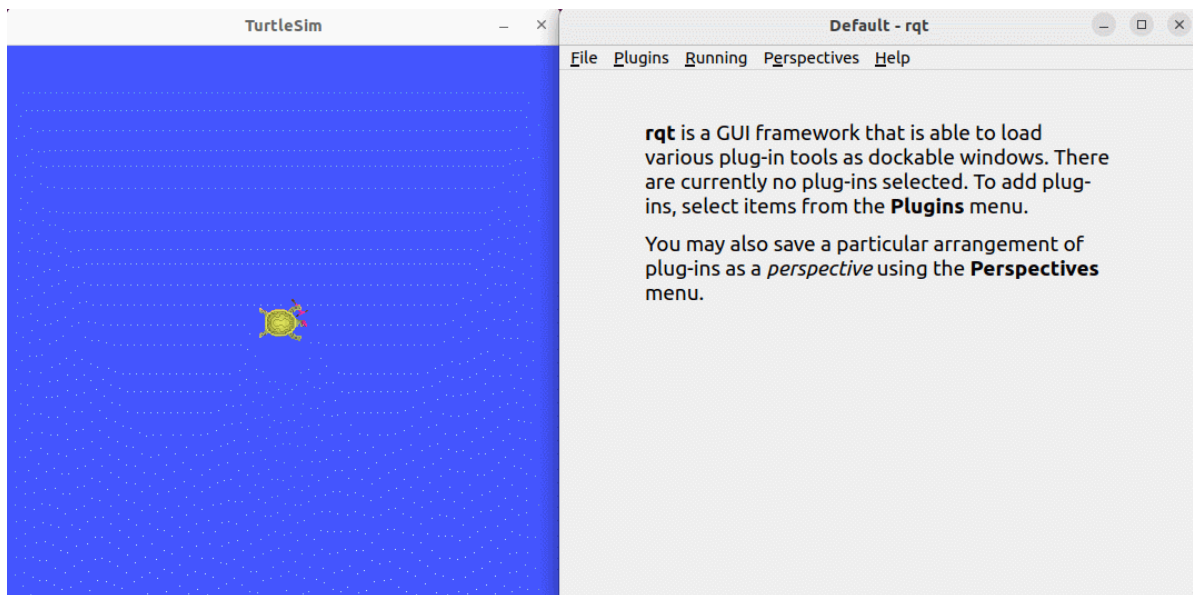 TurtleSim
Default - rqt
File Plugins Running Perspectives Help
rqt is a GUI framework that is able to load
various plug-in tools as dockable windows. There
are currently no plug-ins selected. To add plug-
ins, select items from the Plugins menu.
You may also save a particular arrangement of
plug-ins as a perspective using the Perspectives
menu.